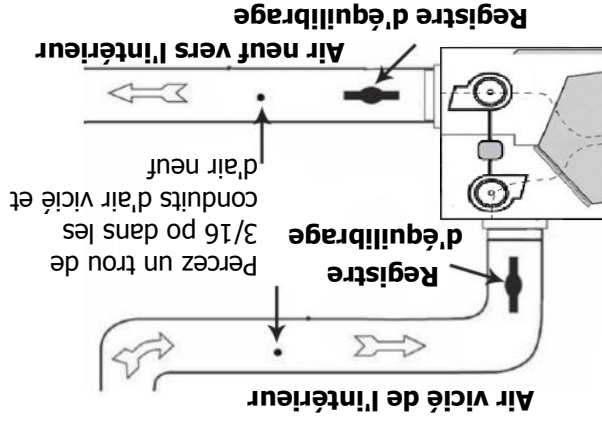 Air vicié de l'intérieur
Registre
d'équilibrage
Percez un trou de
3/16 po dans les
conduits d'air vicié et
d'air neuf
Air neuf vers l'intérieur
Registre d'équilibrage